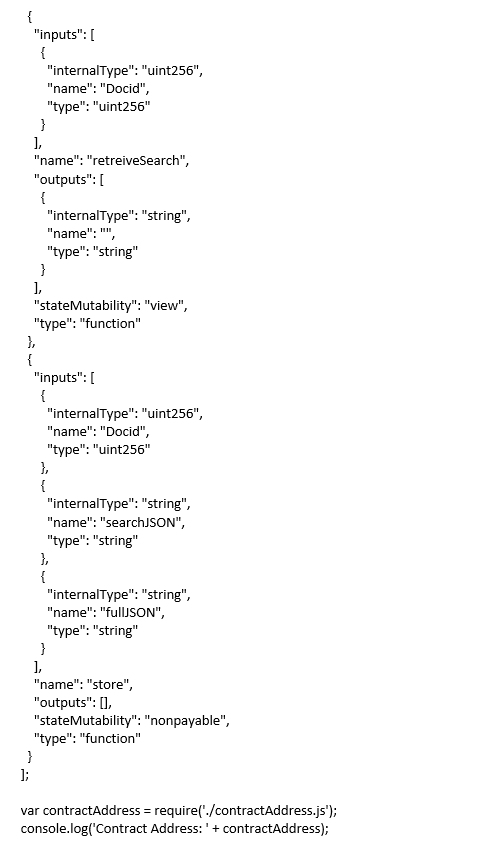 {
"inputs": [
{
"internalType": "uint256",
"name": "Docid",
"type": "uint256"
}
],
"name": "retreiveSearch",
"outputs": [
{
"internalType": "string",
"name": "",
"type": "string"
}
],
"stateMutability": "view",
"type": "function"
},
{
"inputs": [
{
"internalType": "uint256",
"name": "Docid",
"type": "uint256"
},
{
"internalType": "string",
"name": "searchJSON",
"type": "string"
},
{
"internalType": "string",
"name": "fullJSON",
"type": "string"
}
],
"name": "store",
"outputs": [],
"stateMutability": "nonpayable",
"type": "function"
}
];
var contractAddress = require('./contractAddress.js');
console.log('Contract Address: ' + contractAddress);